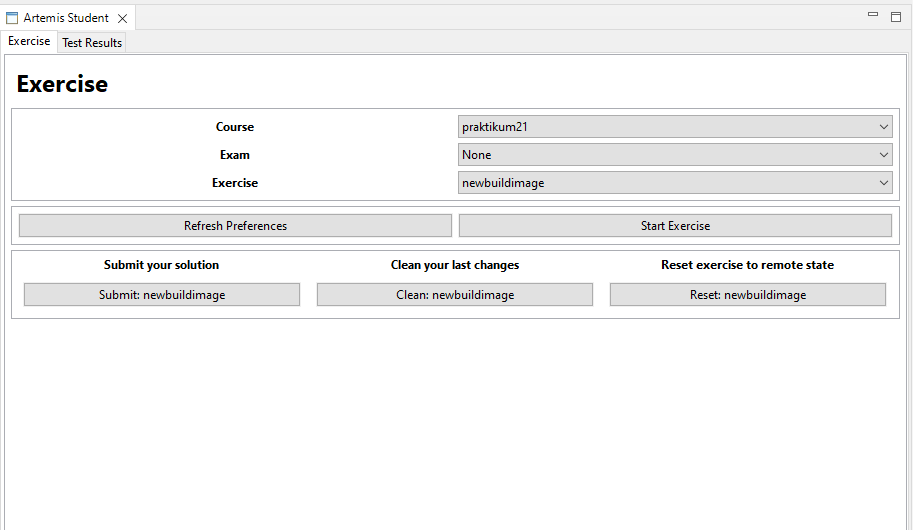 Artemis Student
Exercise Test Results
Exercise
Course praktikum21
Exam None
Exercise newbuildimage
Refresh Preferences Start Exercise
Submit your solution Clean your last changes Reset exercise to remote state
Submit: newbuildimage Clean: newbuildimage Reset: newbuildimage